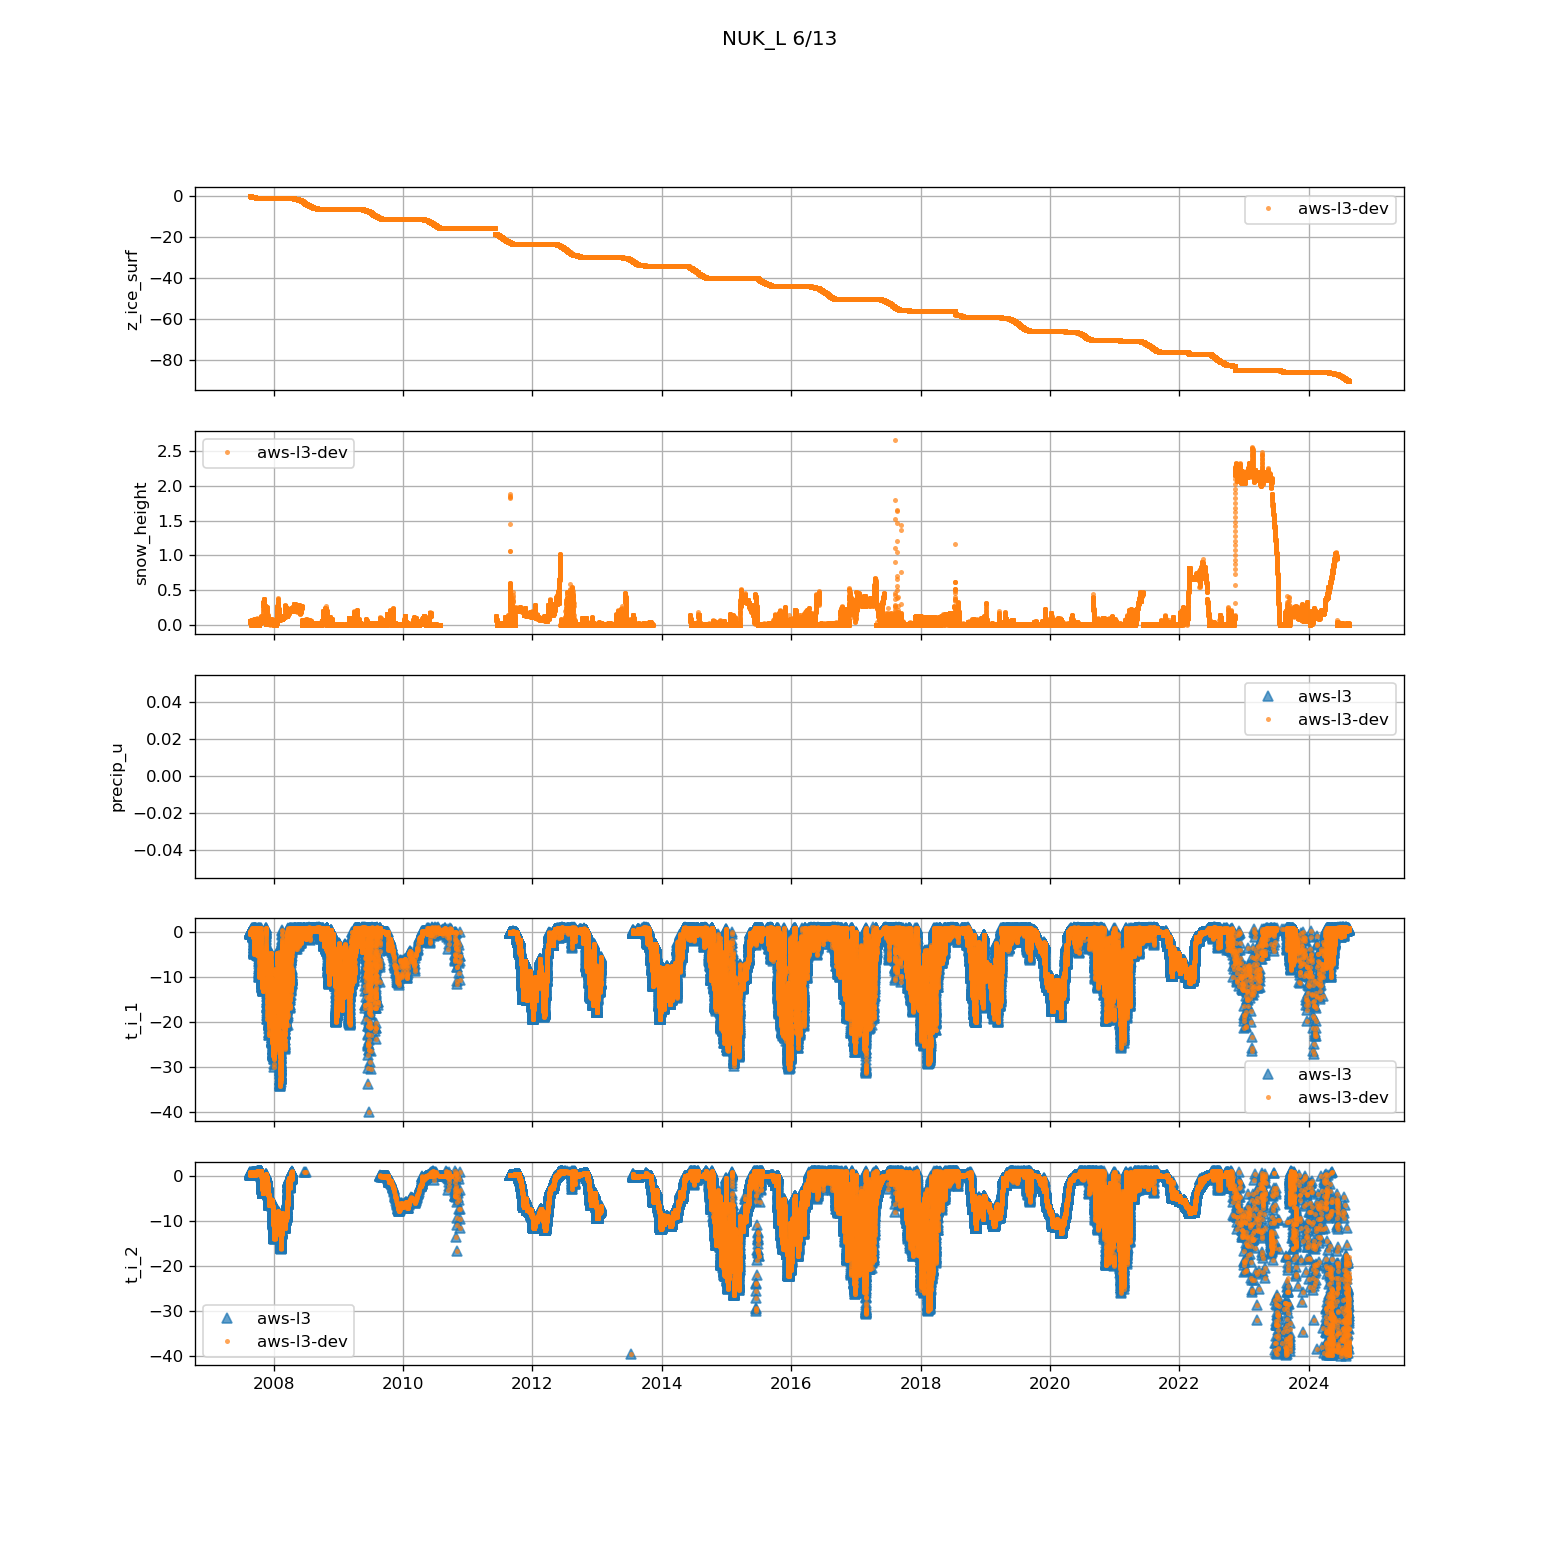 NUK_L 6/13
0
−20
−40
−60
−80
z_ice_surf
aws-l3-dev
2.5
2.0
1.5
1.0
0.5
0.0
snow_height
aws-l3-dev
0.04
0.02
0.00
−0.02
−0.04
precip_u
aws-l3
aws-l3-dev
0
−10
−20
−30
−40
t_i_1
aws-l3
aws-l3-dev
0
−10
−20
−30
−40
t_i_2
aws-l3
aws-l3-dev
2008 2010 2012 2014 2016 2018 2020 2022 2024